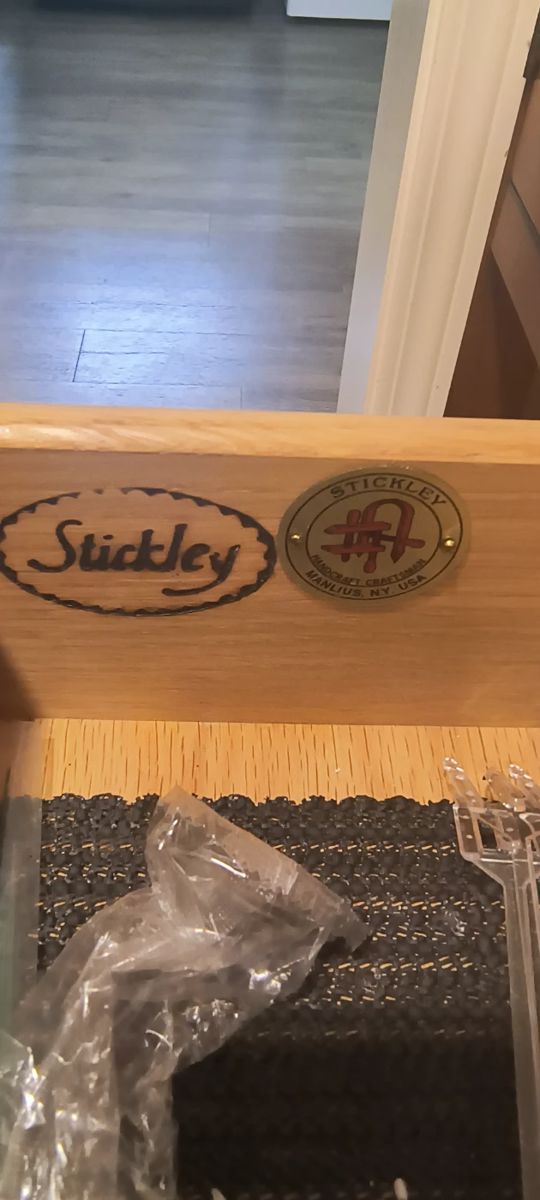 Stickley
STICKLEY
HANDCRAFT CRAFTSMAN
MANLIUS, NY, USA